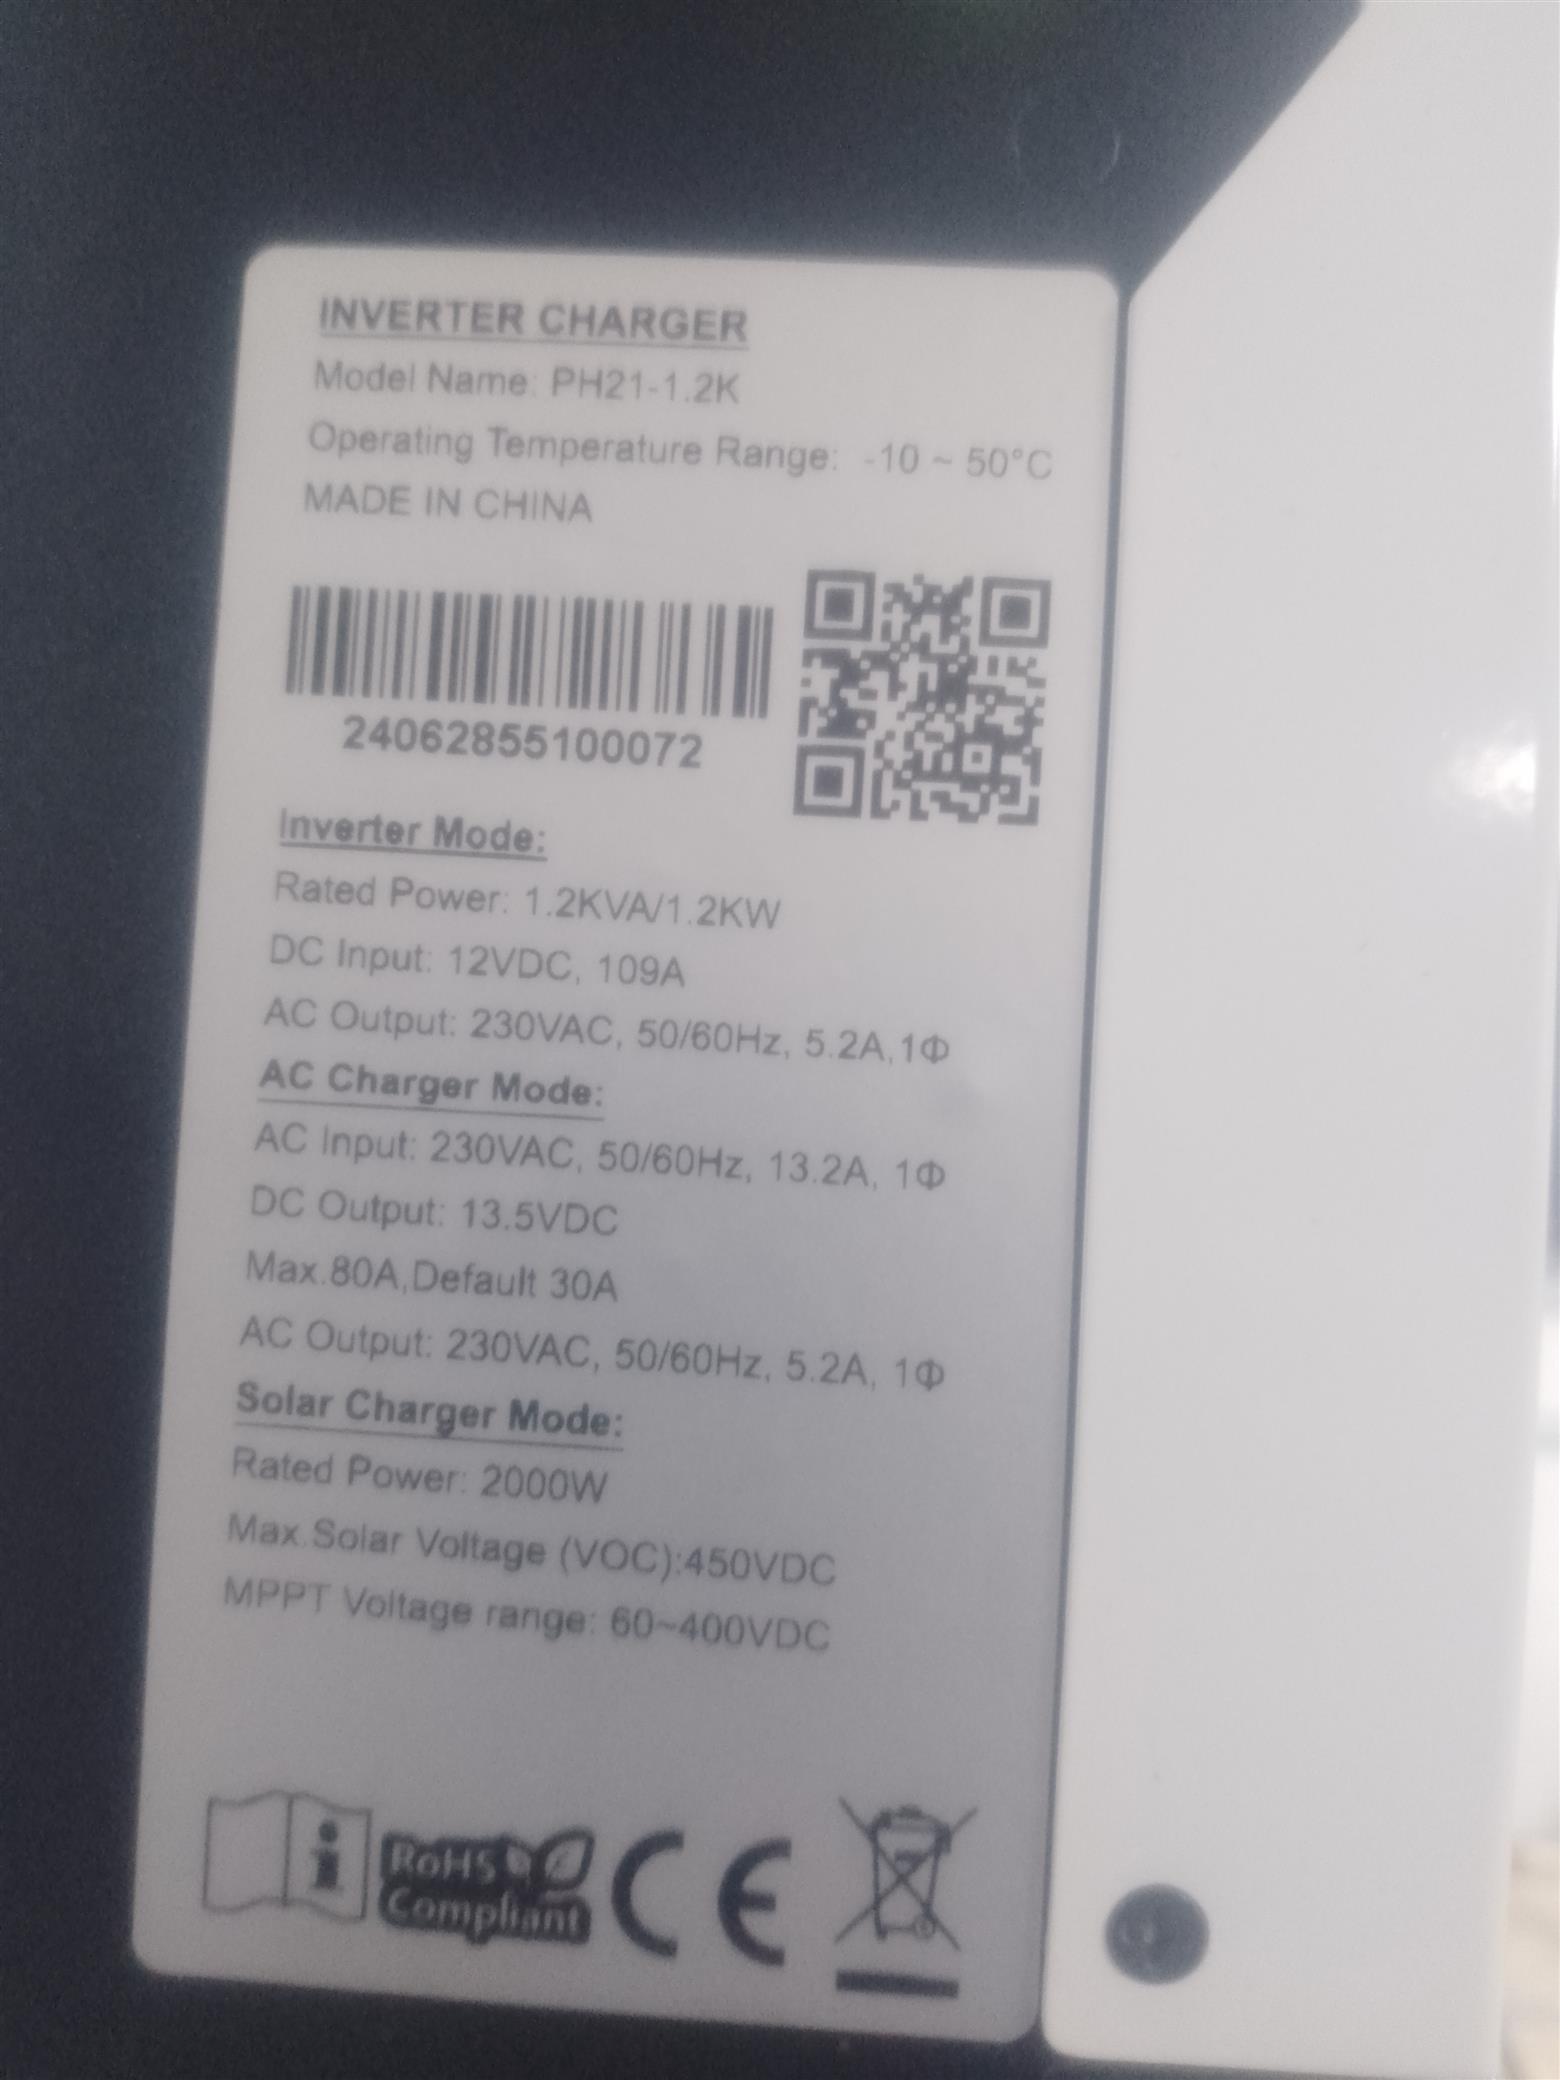 INVERTER CHARGER
Model Name: PH21-1.2K
Operating Temperature Range: -10 ~ 50°C
MADE IN CHINA
24062855100072
Inverter Mode:
Rated Power: 1.2KVA/1.2KW
DC Input: 12VDC, 109A
AC Output: 230VAC, 50/60Hz, 5.2A,1Φ
AC Charger Mode:
AC Input: 230VAC, 50/60Hz, 13.2A, 1Φ
DC Output: 13.5VDC
Max.80A,Default 30A
AC Output: 230VAC, 50/60Hz, 5.2A, 1Φ
Solar Charger Mode:
Rated Power: 2000W
Max.Solar Voltage (VOC):450VDC
MPPT Voltage range: 60~400VDC
i RoHS CE
Compliant